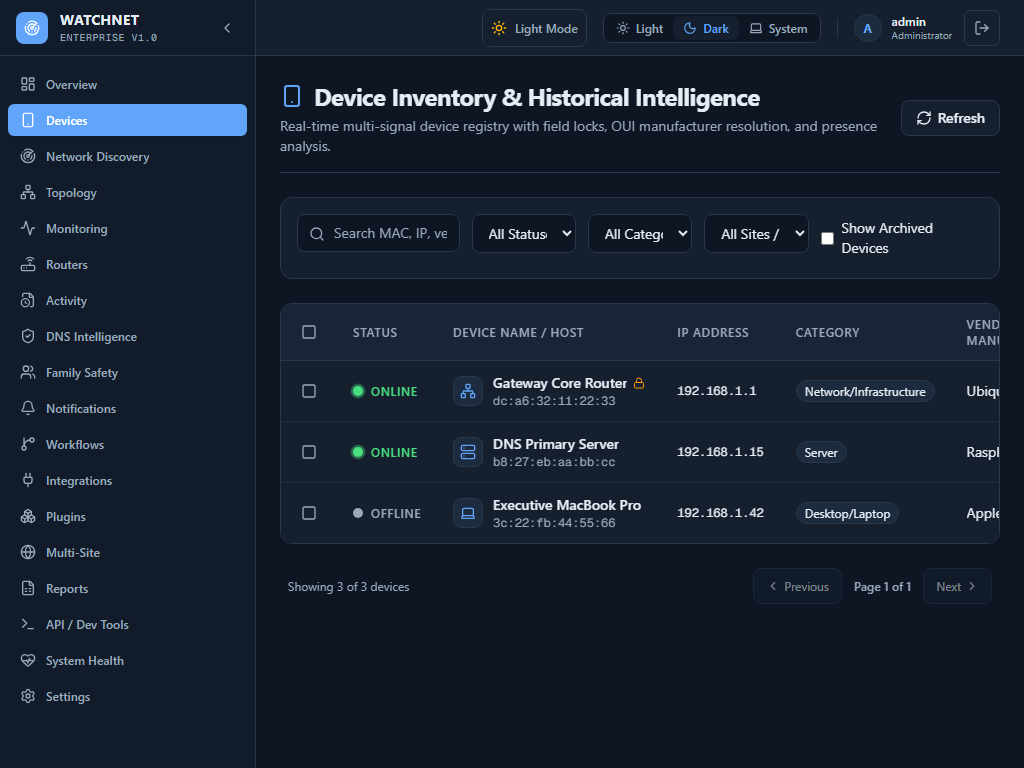 WATCHNET
ENTERPRISE V1.0
Light Mode
Light
Dark
System
A
admin
Administrator
Overview
Devices
Network Discovery
Topology
Monitoring
Routers
Activity
DNS Intelligence
Family Safety
Notifications
Workflows
Integrations
Plugins
Multi-Site
Reports
API / Dev Tools
System Health
Settings
Device Inventory & Historical Intelligence
Real-time multi-signal device registry with field locks, OUI manufacturer resolution, and presence
analysis.
Refresh
Search MAC, IP, ve
All Status
All Categ
All Sites /
Show Archived
Devices
STATUS
DEVICE NAME / HOST
IP ADDRESS
CATEGORY
VEND
MANU
ONLINE
Gateway Core Router
dc:a6:32:11:22:33
192.168.1.1
Network/Infrastructure
Ubiqu
ONLINE
DNS Primary Server
b8:27:eb:aa:bb:cc
192.168.1.15
Server
Raspl
OFFLINE
Executive MacBook Pro
3c:22:fb:44:55:66
192.168.1.42
Desktop/Laptop
Apple
Showing 3 of 3 devices
Previous
Page 1 of 1
Next